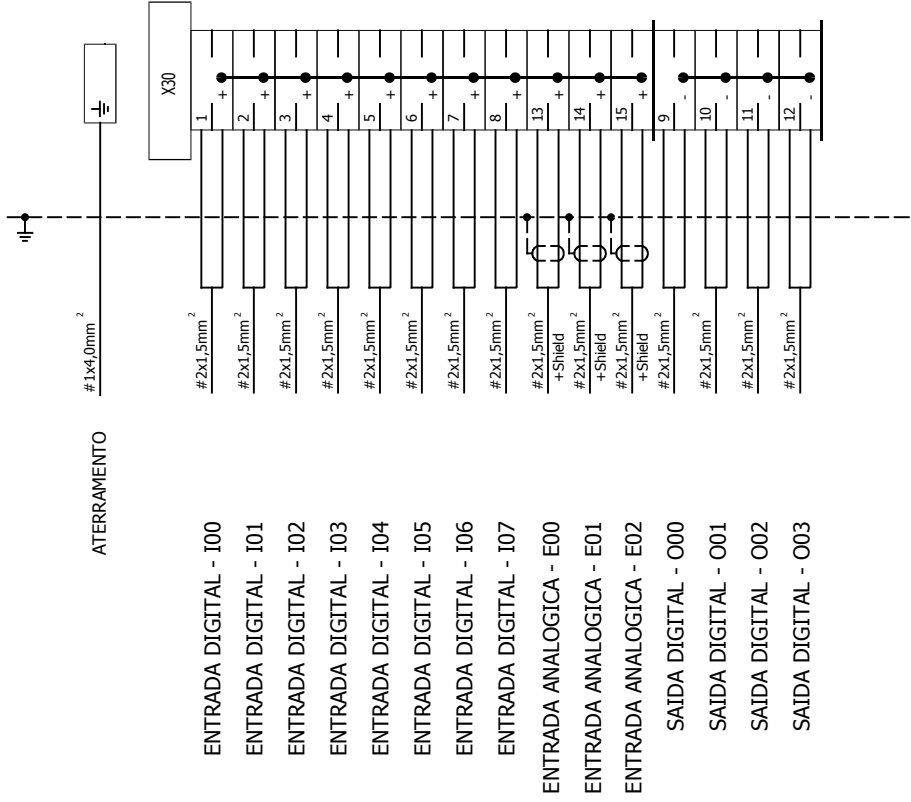 ATERRAMENTO
#1x4,0mm²
X30
ENTRADA DIGITAL - I00
#2x1,5mm²
1
+
ENTRADA DIGITAL - I01
#2x1,5mm²
2
+
ENTRADA DIGITAL - I02
#2x1,5mm²
3
+
ENTRADA DIGITAL - I03
#2x1,5mm²
4
+
ENTRADA DIGITAL - I04
#2x1,5mm²
5
+
ENTRADA DIGITAL - I05
#2x1,5mm²
6
+
ENTRADA DIGITAL - I06
#2x1,5mm²
7
+
ENTRADA DIGITAL - I07
#2x1,5mm²
8
+
ENTRADA ANALOGICA - E00
#2x1,5mm²
+Shield
13
+
ENTRADA ANALOGICA - E01
#2x1,5mm²
+Shield
14
+
ENTRADA ANALOGICA - E02
#2x1,5mm²
+Shield
15
+
SAIDA DIGITAL - O00
#2x1,5mm²
9
-
SAIDA DIGITAL - O01
#2x1,5mm²
10
-
SAIDA DIGITAL - O02
#2x1,5mm²
11
-
SAIDA DIGITAL - O03
#2x1,5mm²
12
-